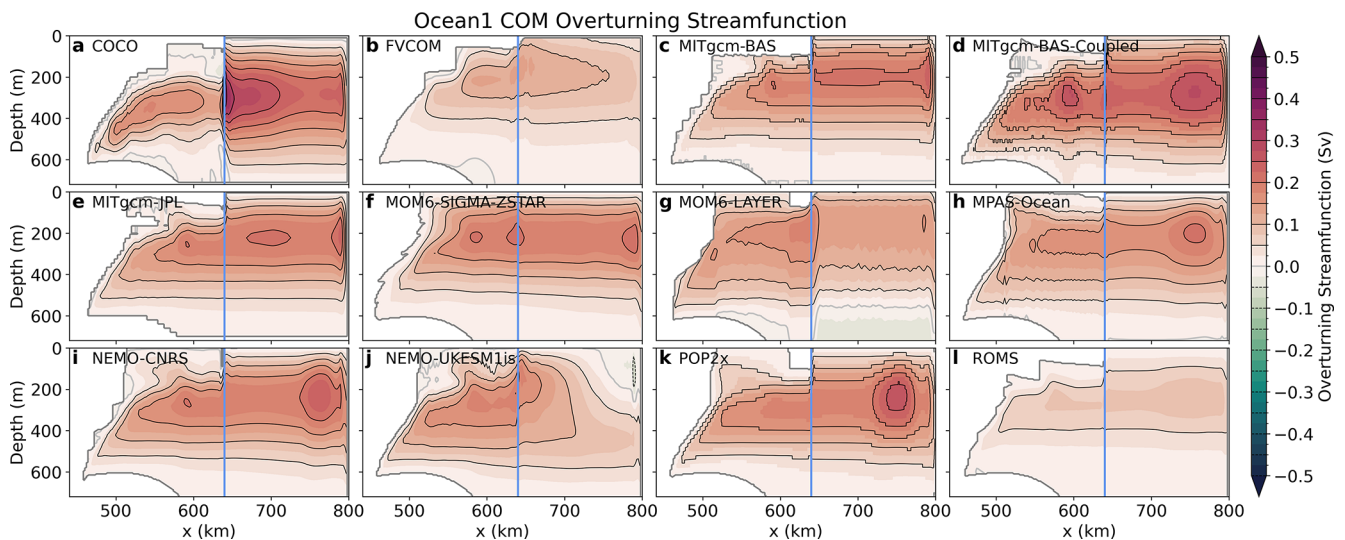 Ocean1 COM Overturning Streamfunction
a COCO
b FVCOM
c MITgcm-BAS
d MITgcm-BAS-Coupled
0
200
400
600
Depth (m)
e MITgcm-JPL
f MOM6-SIGMA-ZSTAR
g MOM6-LAYER
h MPAS-Ocean
0
200
400
600
Depth (m)
i NEMO-CNRS
j NEMO-UKESM1is
k POP2x
l ROMS
0
200
400
600
Depth (m)
500 600 700 800
500 600 700 800
500 600 700 800
500 600 700 800
x (km)
x (km)
x (km)
x (km)
0.5
0.4
0.3
0.2
0.1
0.0
−0.1
−0.2
−0.3
−0.4
−0.5
Overturning Streamfunction (Sv)